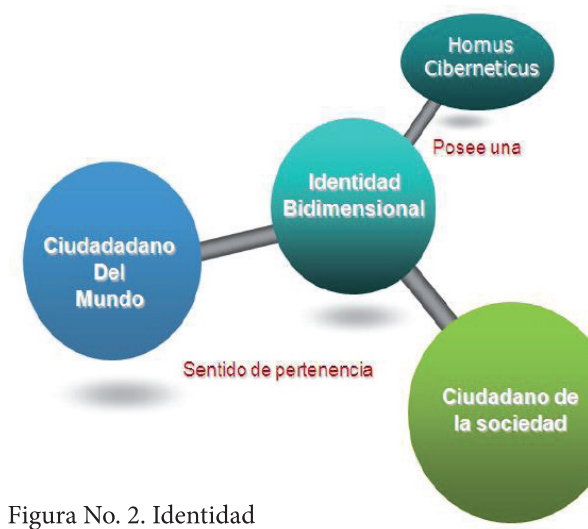 Homus
Ciberneticus
Posee una
Identidad
Bidimensional
Ciudadadano
Del
Mundo
Sentido de pertenencia
Ciudadano de
la sociedad
Figura No. 2. Identidad